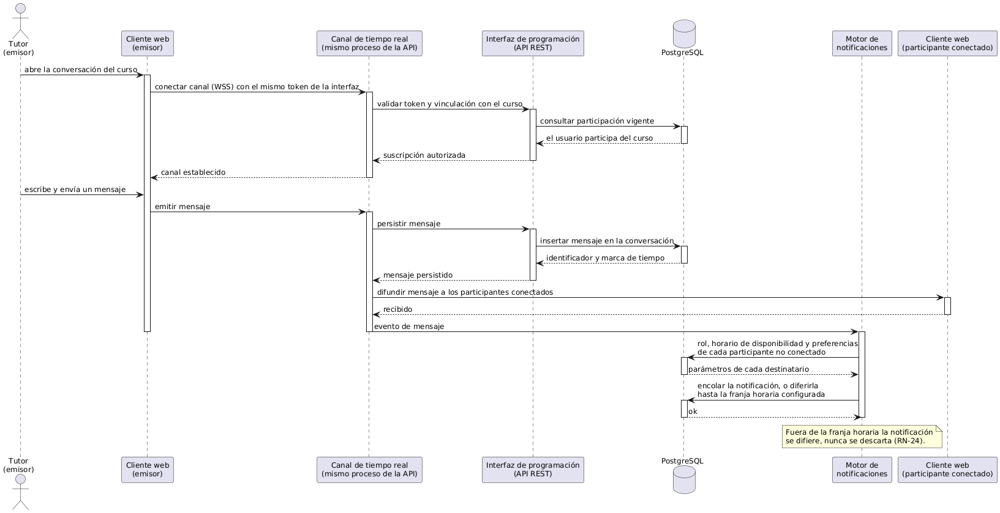 Tutor
(emisor)
Cliente web
(emisor)
Canal de tiempo real
(mismo proceso de la API)
Interfaz de programación
(API REST)
PostgreSQL
Motor de
notificaciones
Cliente web
(participante conectado)
abre la conversación del curso
conectar canal (WSS) con el mismo token de la interfaz
validar token y vinculación con el curso
consultar participación vigente
el usuario participa del curso
suscripción autorizada
canal establecido
escribe y envía un mensaje
emitir mensaje
persistir mensaje
insertar mensaje en la conversación
identificador y marca de tiempo
mensaje persistido
difundir mensaje a los participantes conectados
recibido
evento de mensaje
rol, horario de disponibilidad y preferencias
de cada participante no conectado
parámetros de cada destinatario
encolar la notificación, o diferirla
hasta la franja horaria configurada
ok
Fuera de la franja horaria la notificación
se difiere, nunca se descarta (RN-24).
Tutor
(emisor)
Cliente web
(emisor)
Canal de tiempo real
(mismo proceso de la API)
Interfaz de programación
(API REST)
PostgreSQL
Motor de
notificaciones
Cliente web
(participante conectado)